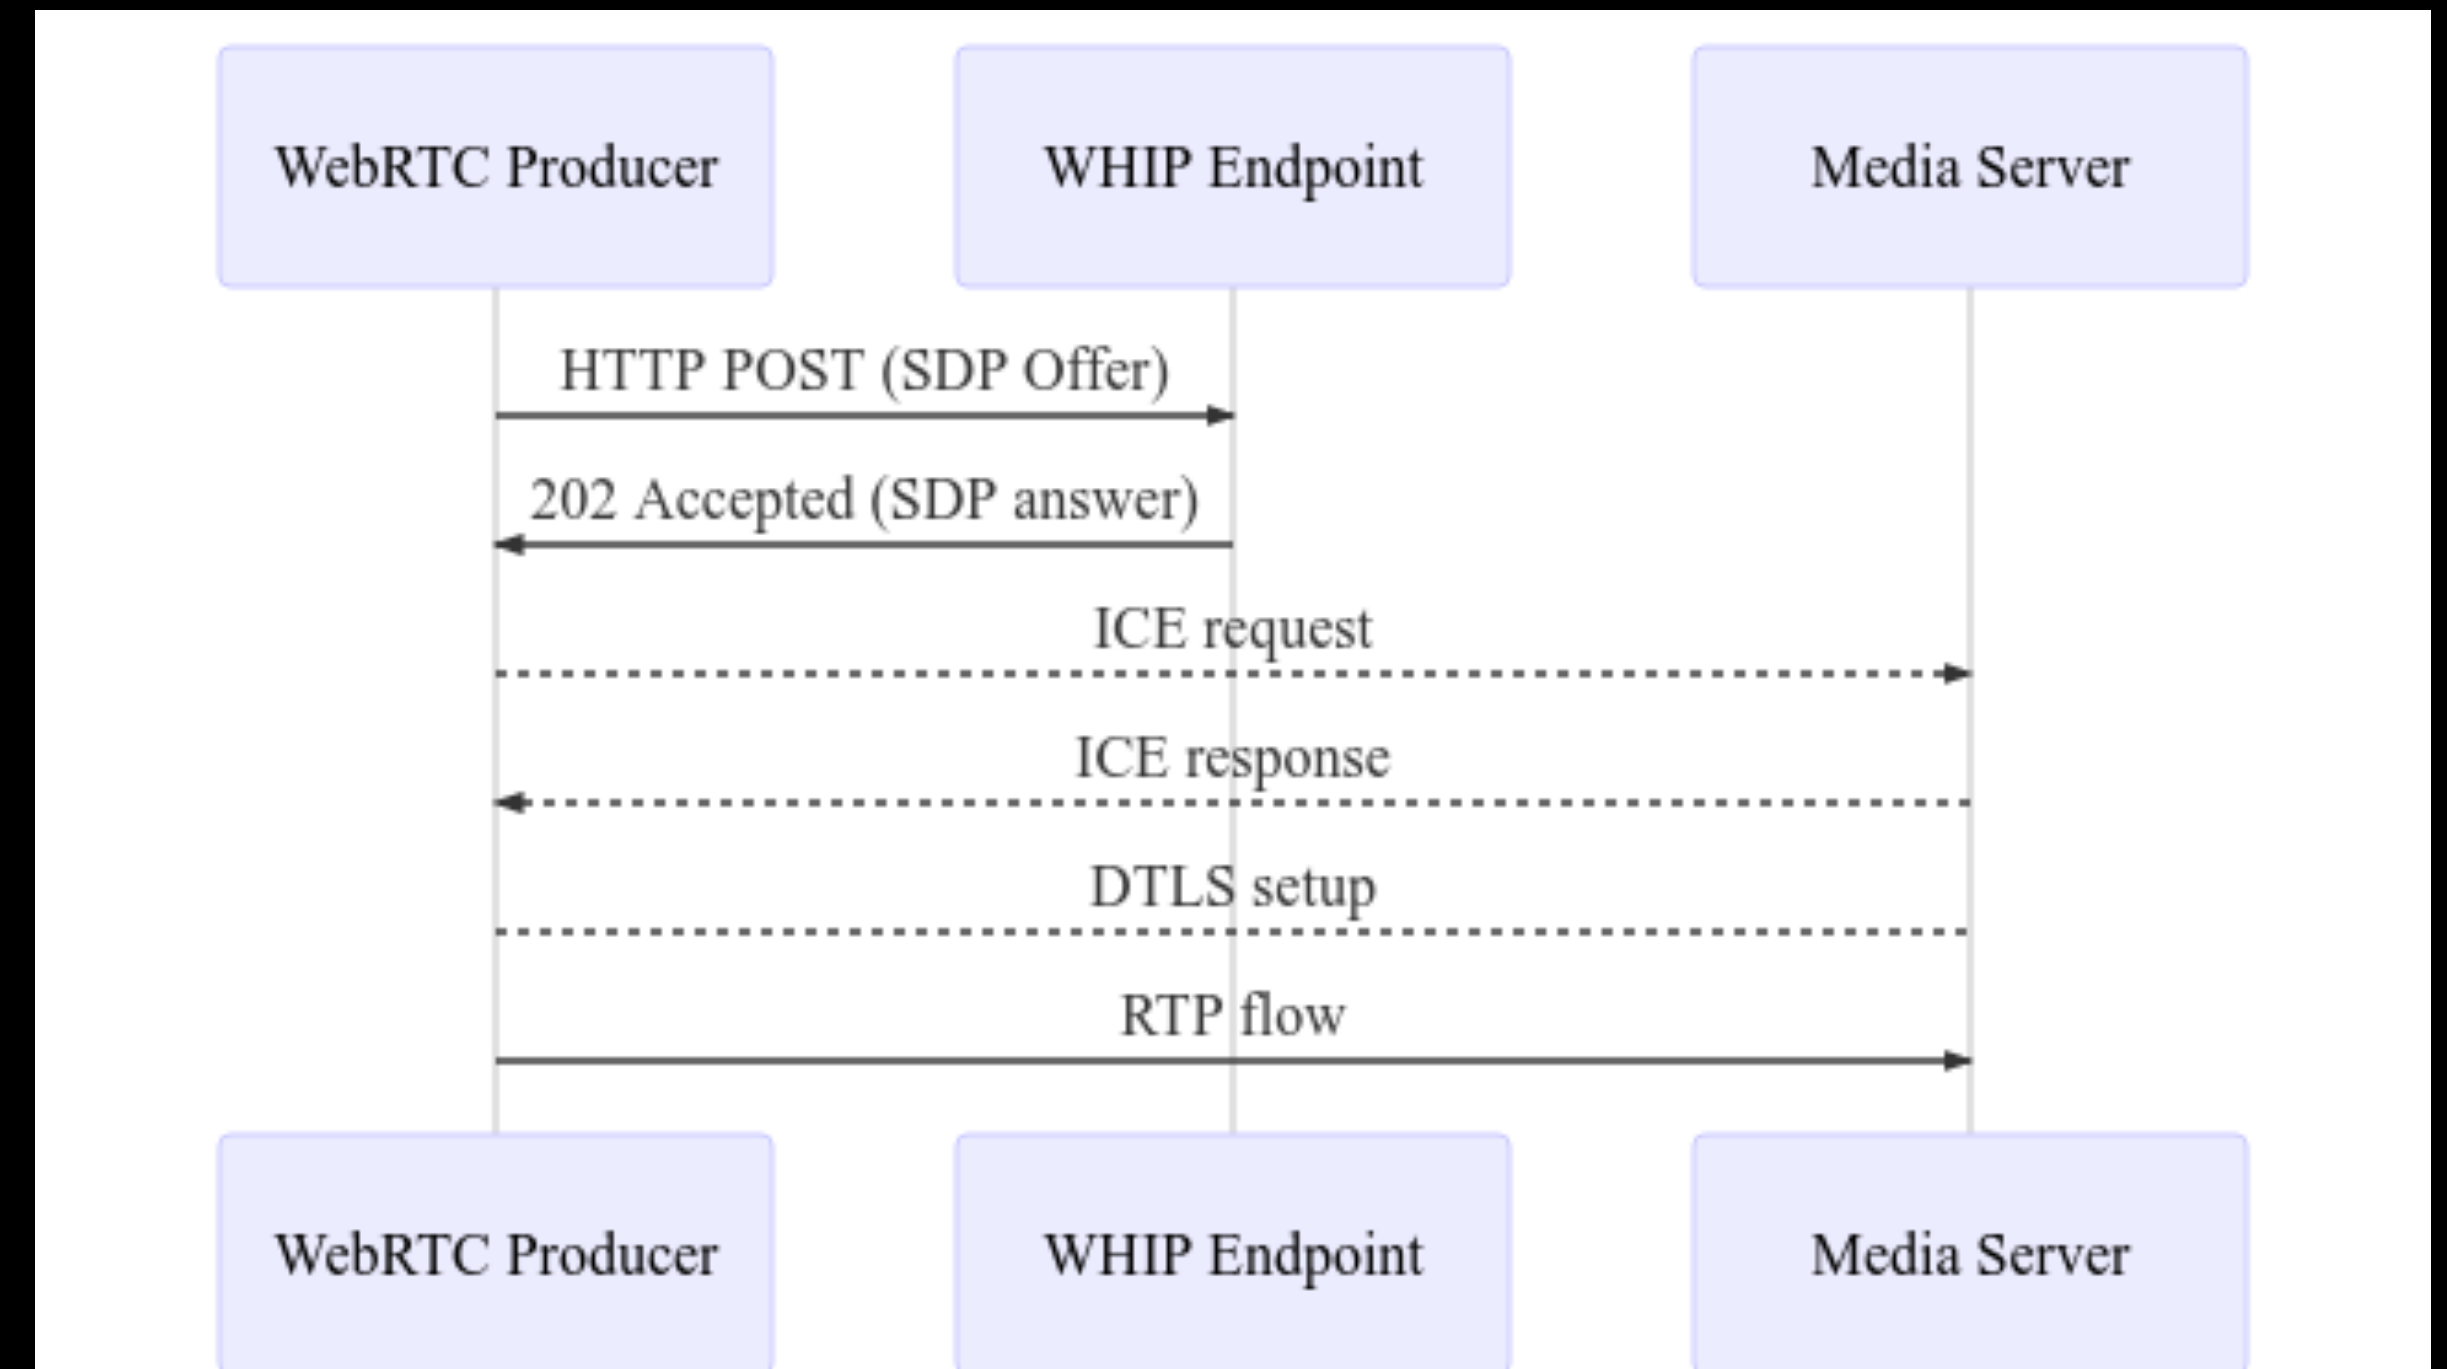 WebRTC Producer
WHIP Endpoint
Media Server
HTTP POST (SDP Offer)
202 Accepted (SDP answer)
ICE request
ICE response
DTLS setup
RTP flow
WebRTC Producer
WHIP Endpoint
Media Server